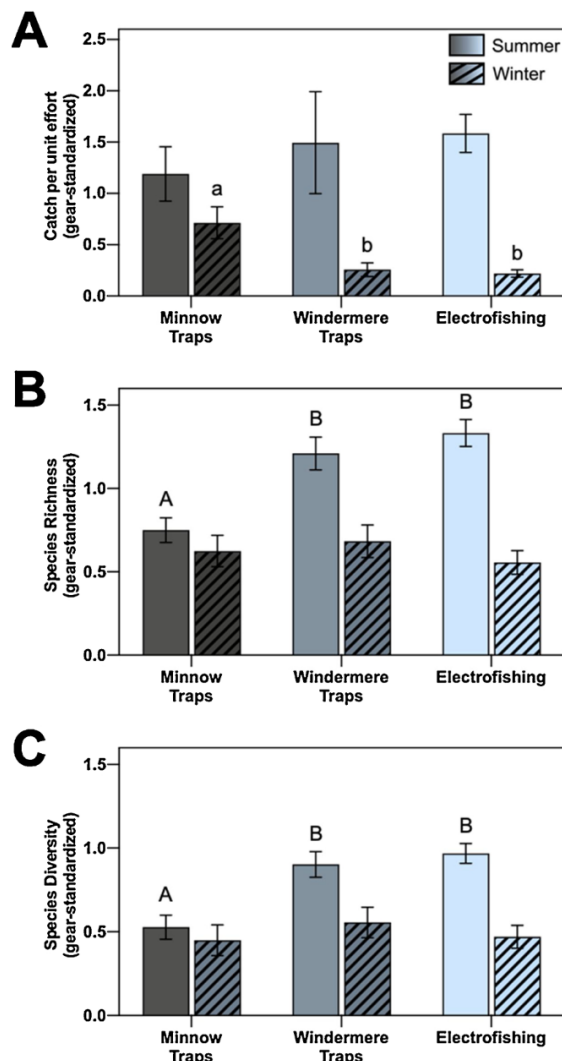 A
Catch per unit effort
(gear-standardized)
2.5
2.0
1.5
1.0
0.5
0.0
Summer
Winter
a
b
b
Minnow
Traps
Windermere
Traps
Electrofishing
B
Species Richness
(gear-standardized)
1.5
1.0
0.5
0.0
A
B
B
Minnow
Traps
Windermere
Traps
Electrofishing
C
Species Diversity
(gear-standardized)
1.5
1.0
0.5
0.0
A
B
B
Minnow
Traps
Windermere
Traps
Electrofishing